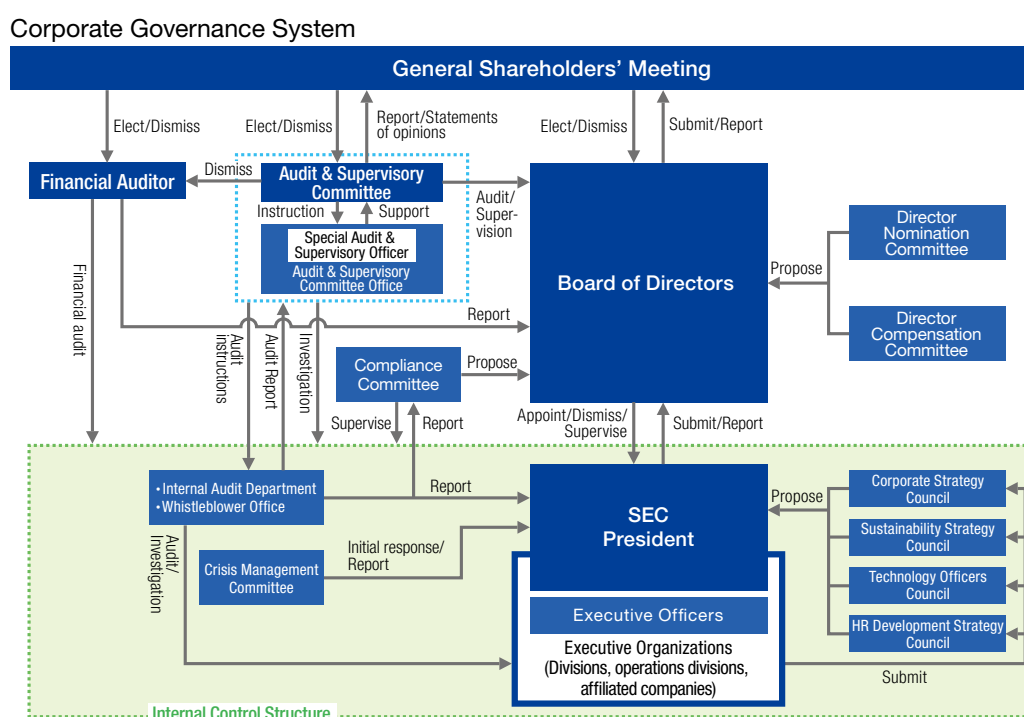 Corporate Governance System
General Shareholders' Meeting
Elect/Dismiss
Elect/Dismiss
Report/Statements
of opinions
Elect/Dismiss
Submit/Report
Financial Auditor
Dismiss
Audit & Supervisory
Committee
Audit/
Super-
vision
Instruction
Support
Special Audit &
Supervisory Officer
Audit & Supervisory
Committee Office
Board of Directors
Director
Nomination
Committee
Propose
Director
Compensation
Committee
Financial audit
Report
Audit
instructions
Audit Report
Investigation
Compliance
Committee
Propose
Supervise
Report
Appoint/Dismiss/
Supervise
Submit/Report
• Internal Audit Department
• Whistleblower Office
Report
SEC
President
Propose
Corporate Strategy
Council
Sustainability Strategy
Council
Technology Officers
Council
HR Development Strategy
Council
Audit/
Investigation
Crisis Management
Committee
Initial response/
Report
Executive Officers
Executive Organizations
(Divisions, operations divisions,
affiliated companies)
Submit
Internal Control Structure